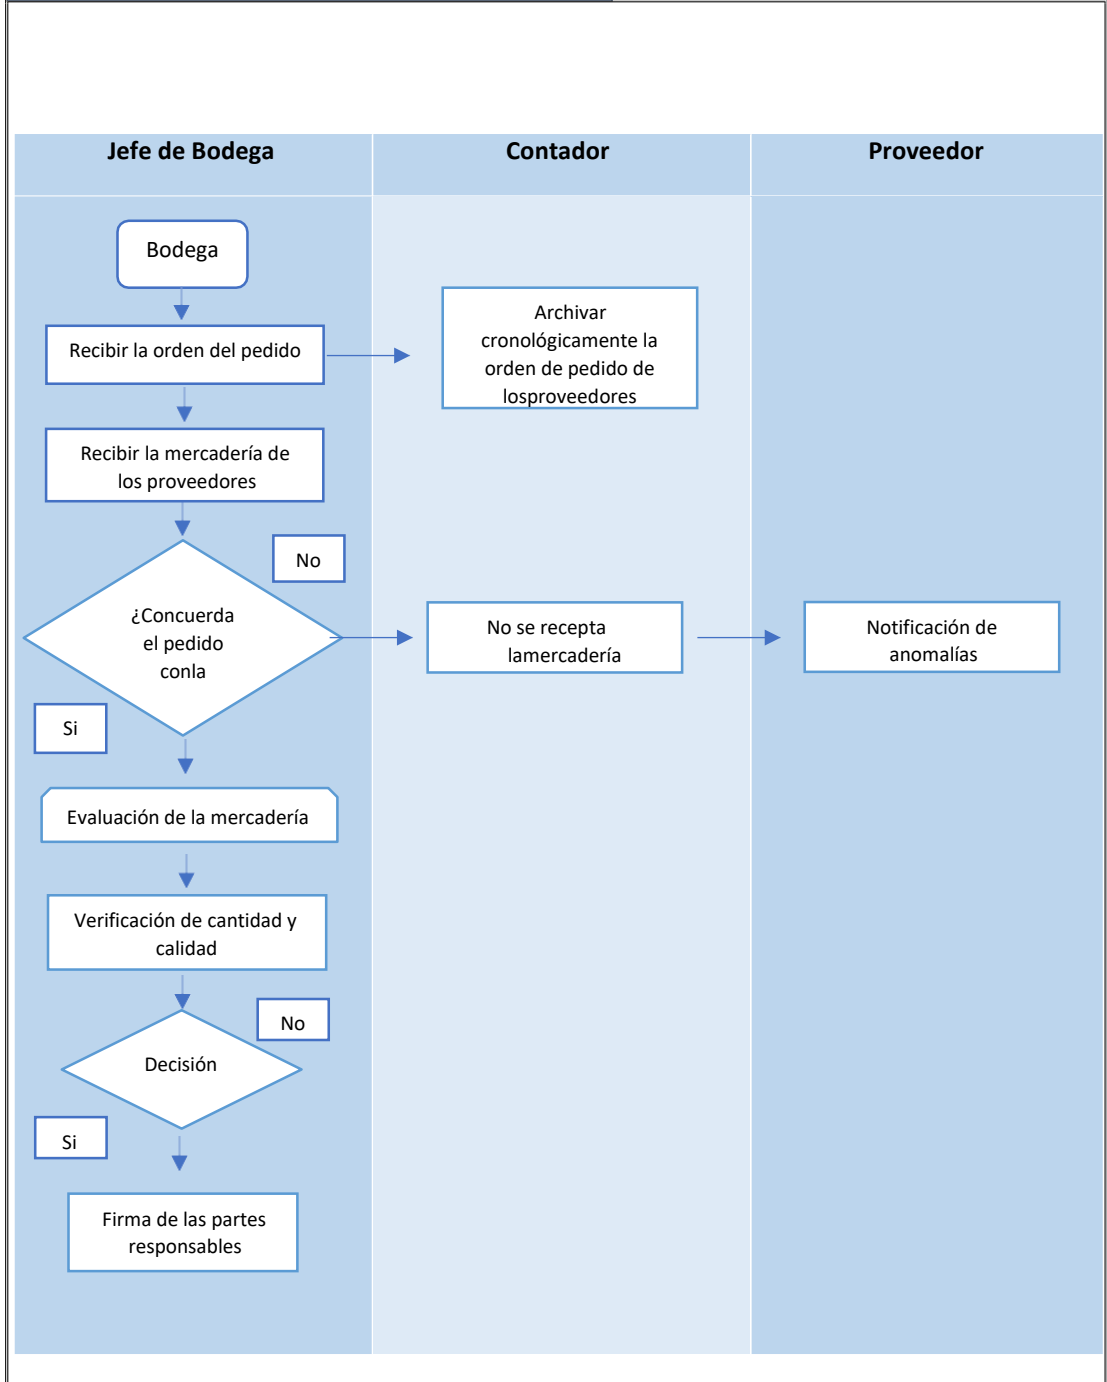 Jefe de Bodega
Contador
Proveedor
Bodega
Recibir la orden del pedido
Archivar
cronológicamente la
orden de pedido de
losproveedores
Recibir la mercadería de
los proveedores
No
¿Concuerda
el pedido
conla
No se recepta
lamercadería
Notificación de
anomalías
Si
Evaluación de la mercadería
Verificación de cantidad y
calidad
No
Decisión
Si
Firma de las partes
responsables